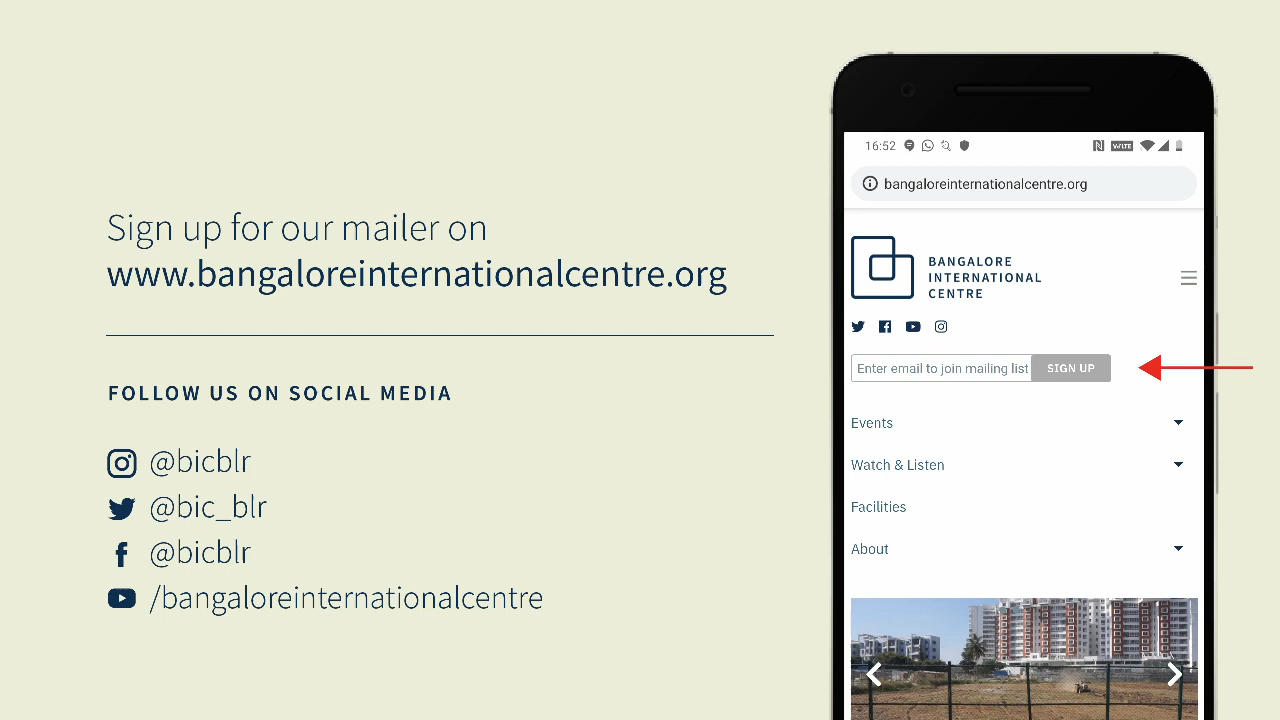 Sign up for our mailer on
www.bangaloreinternationalcentre.org
FOLLOW US ON SOCIAL MEDIA
@bicblr
@bic_blr
@bicblr
/bangaloreinternationalcentre
16:52
VoLTE
bangaloreinternationalcentre.org
BANGALORE
INTERNATIONAL
CENTRE
Enter email to join mailing list SIGN UP
Events
Watch & Listen
Facilities
About